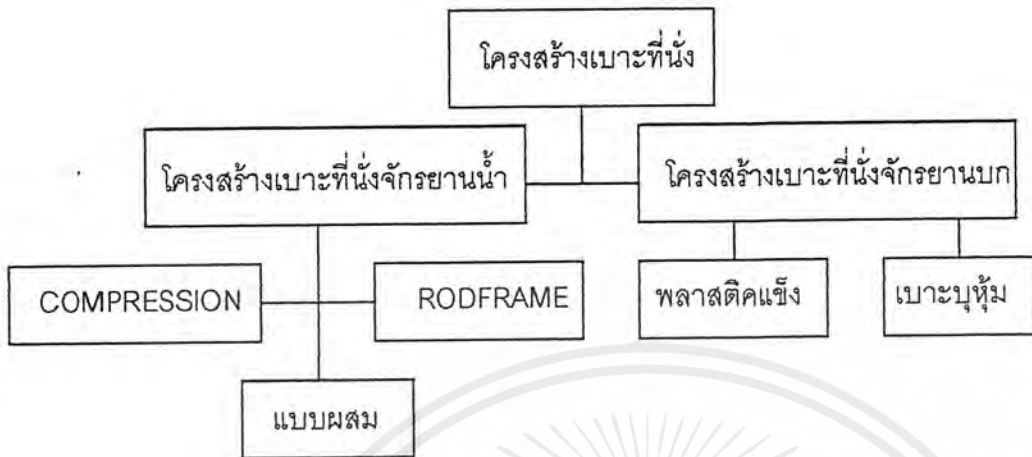 โครงสร้างเบาะที่นั่ง
โครงสร้างเบาะที่นั่งจักรยานน้ำ
โครงสร้างเบาะที่นั่งจักรยานบก
COMPRESSION
RODFRAME
พลาสติคแข็ง
เบาะบุหุ้ม
แบบผสม